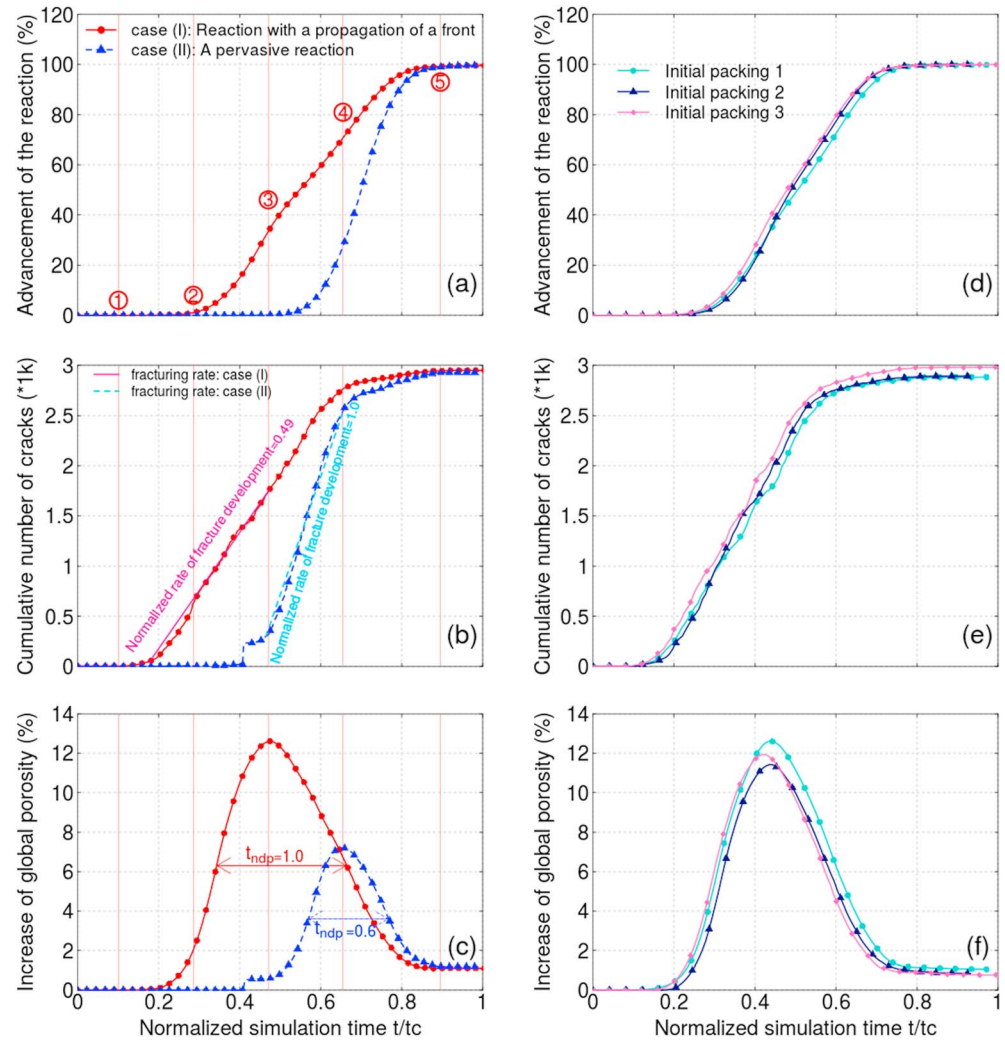 case (I): Reaction with a propagation of a front
case (II): A pervasive reaction
Advancement of the reaction (%)
120
100
80
60
40
20
0
①
②
③
④
⑤
(a)
fracturing rate: case (I)
fracturing rate: case (II)
Cumulative number of cracks (*1k)
3
2.5
2
1.5
1
0.5
0
Normalized rate of fracture development=0.49
Normalized rate of fracture development=1.0
(b)
Increase of global porosity (%)
14
12
10
8
6
4
2
0
tndp=1.0
tndp=0.6
(c)
0 0.2 0.4 0.6 0.8 1
Normalized simulation time t/tc
Initial packing 1
Initial packing 2
Initial packing 3
Advancement of the reaction (%)
120
100
80
60
40
20
0
(d)
Cumulative number of cracks (*1k)
3
2.5
2
1.5
1
0.5
0
(e)
Increase of global porosity (%)
14
12
10
8
6
4
2
0
(f)
0 0.2 0.4 0.6 0.8 1
Normalized simulation time t/tc